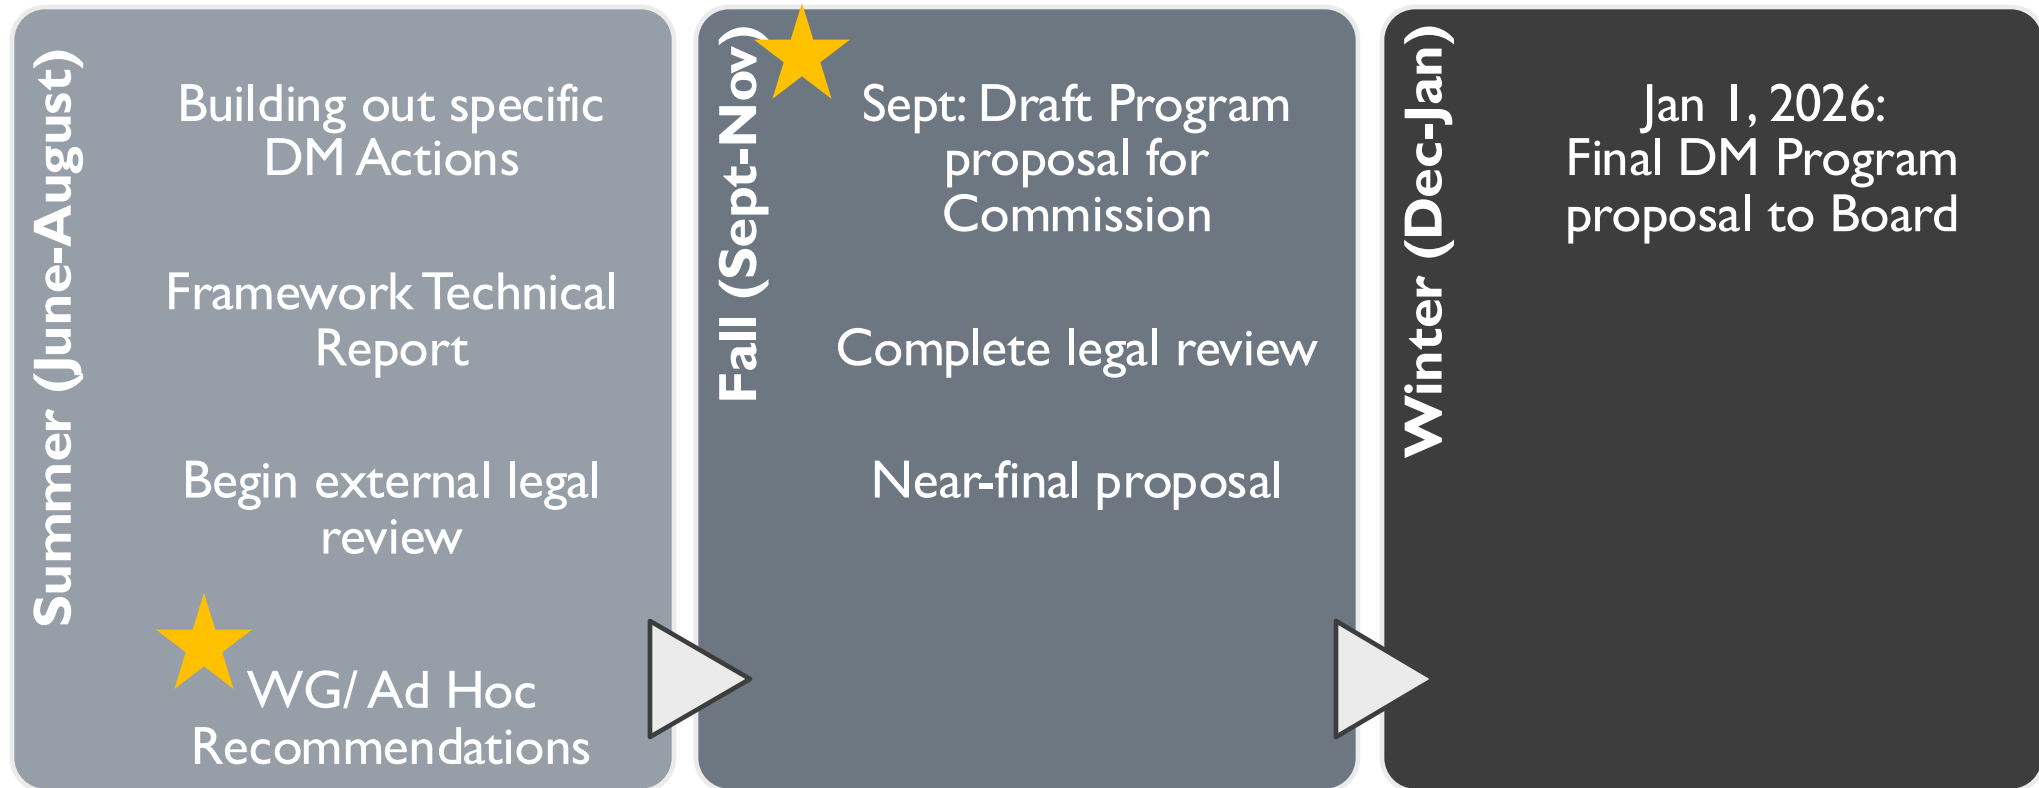 Summer (June-August)
Building out specific
DM Actions
Framework Technical
Report
Begin external legal
review
WG/ Ad Hoc
Recommendations
Fall (Sept-Nov)
Sept: Draft Program
proposal for
Commission
Complete legal review
Near-final proposal
Winter (Dec-Jan)
Jan 1, 2026:
Final DM Program
proposal to Board